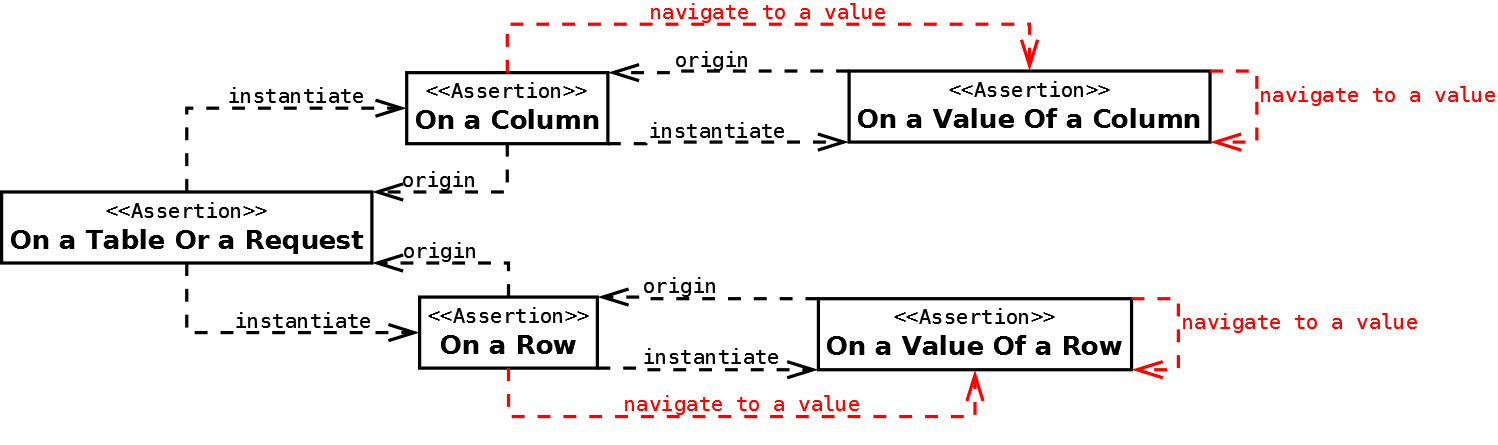 navigate to a value
origin
<<Assertion>>
On a Column
<<Assertion>>
On a Value Of a Column
navigate to a value
instantiate
instantiate
origin
<<Assertion>>
On a Table Or a Request
origin
origin
<<Assertion>>
On a Row
<<Assertion>>
On a Value Of a Row
navigate to a value
instantiate
instantiate
navigate to a value